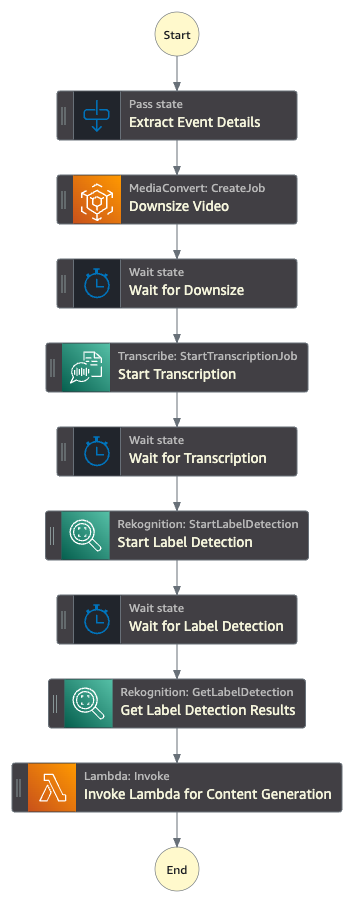 Start
Pass state
Extract Event Details
MediaConvert: CreateJob
Downsize Video
Wait state
Wait for Downsize
Transcribe: StartTranscriptionJob
Start Transcription
Wait state
Wait for Transcription
Rekognition: StartLabelDetection
Start Label Detection
Wait state
Wait for Label Detection
Rekognition: GetLabelDetection
Get Label Detection Results
Lambda: Invoke
Invoke Lambda for Content Generation
End